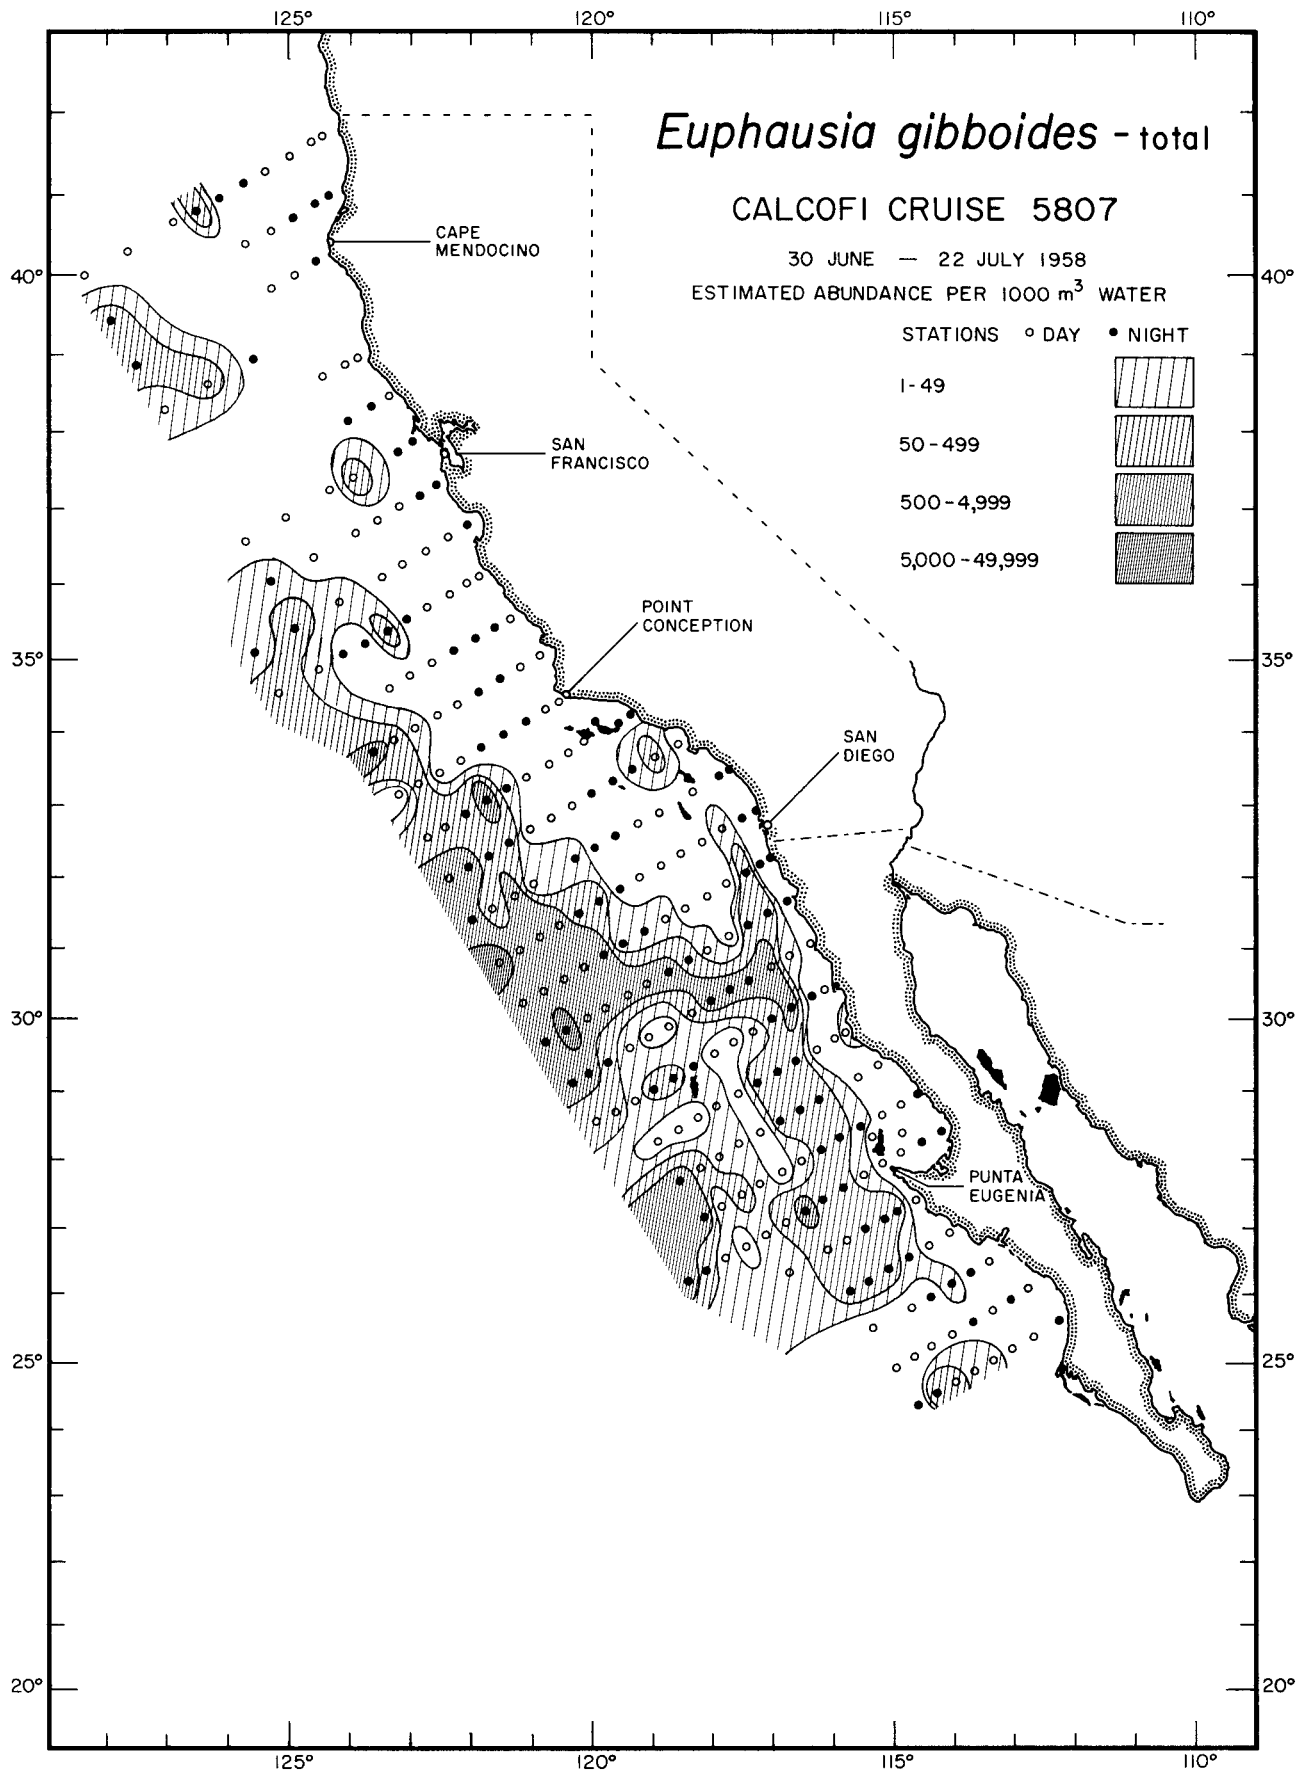 125° 120° 115° 110°
Euphausia gibboides - total
CALCOFI CRUISE 5807
30 JUNE — 22 JULY 1958
ESTIMATED ABUNDANCE PER 1000 m³ WATER
STATIONS ○ DAY ● NIGHT
1-49
50-499
500-4,999
5,000-49,999
CAPE
MENDOCINO
40° 40°
SAN
FRANCISCO
POINT
CONCEPTION
35° 35°
SAN
DIEGO
30° 30°
PUNTA
EUGENIA
25° 25°
20° 20°
125° 120° 115° 110°